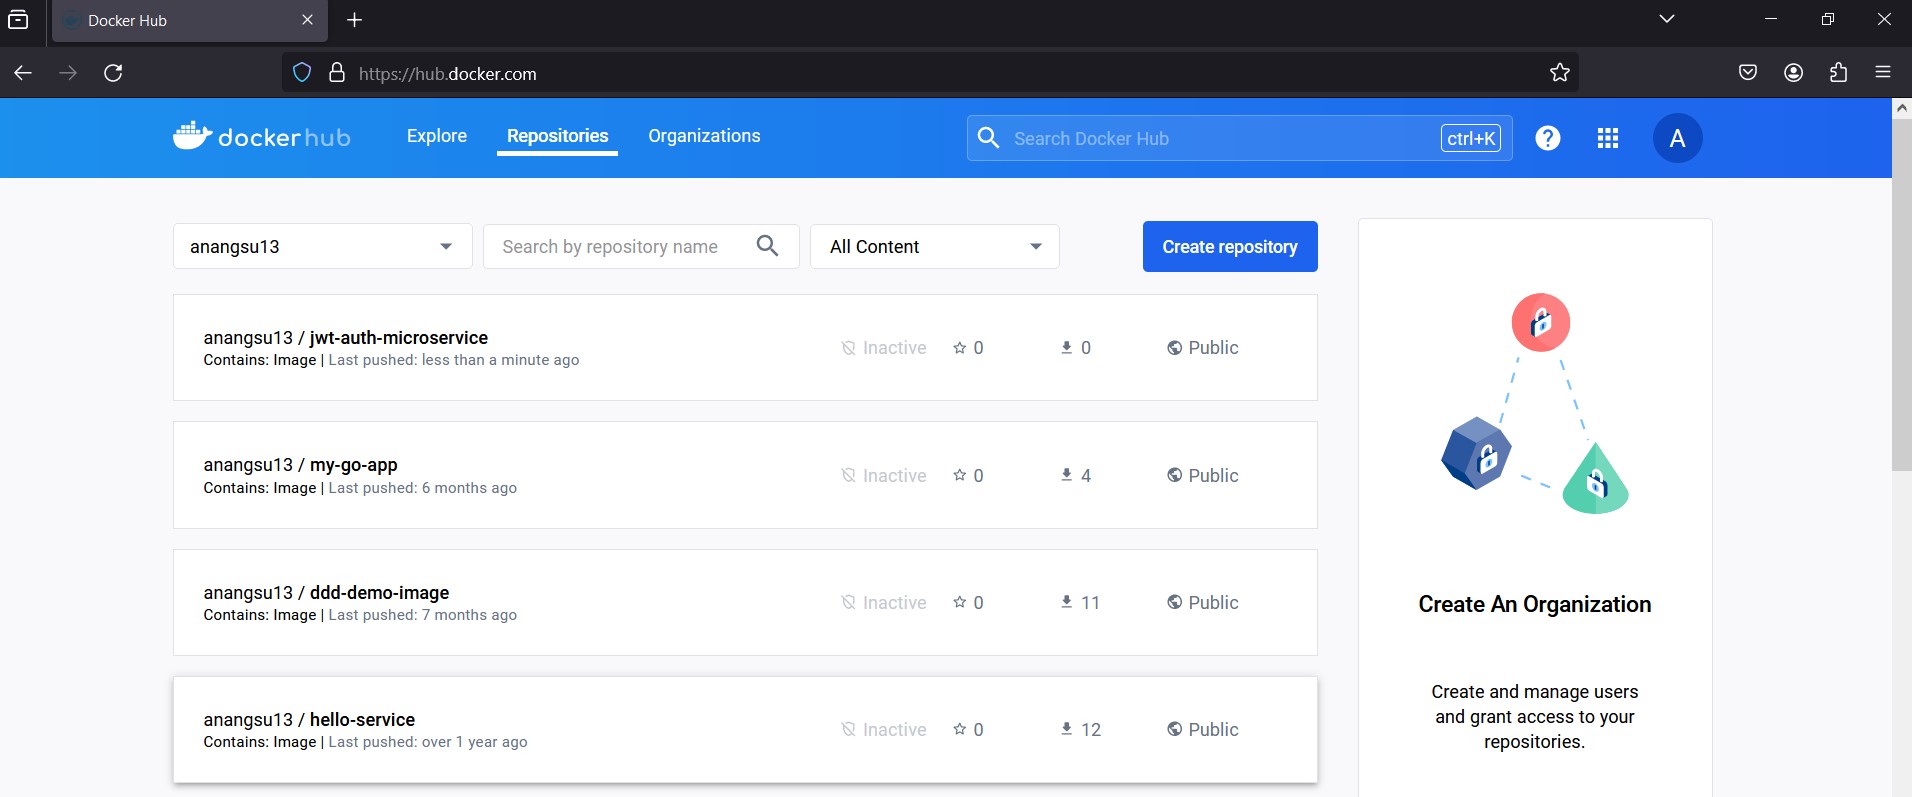 Docker Hub
https://hub.docker.com
dockerhub Explore Repositories Organizations Search Docker Hub ctrl+K ? A
anangsu13 Search by repository name All Content Create repository
anangsu13 / jwt-auth-microservice
Contains: Image | Last pushed: less than a minute ago
Inactive 0 0 Public
anangsu13 / my-go-app
Contains: Image | Last pushed: 6 months ago
Inactive 0 4 Public
anangsu13 / ddd-demo-image
Contains: Image | Last pushed: 7 months ago
Inactive 0 11 Public
anangsu13 / hello-service
Contains: Image | Last pushed: over 1 year ago
Inactive 0 12 Public
Create An Organization
Create and manage users
and grant access to your
repositories.